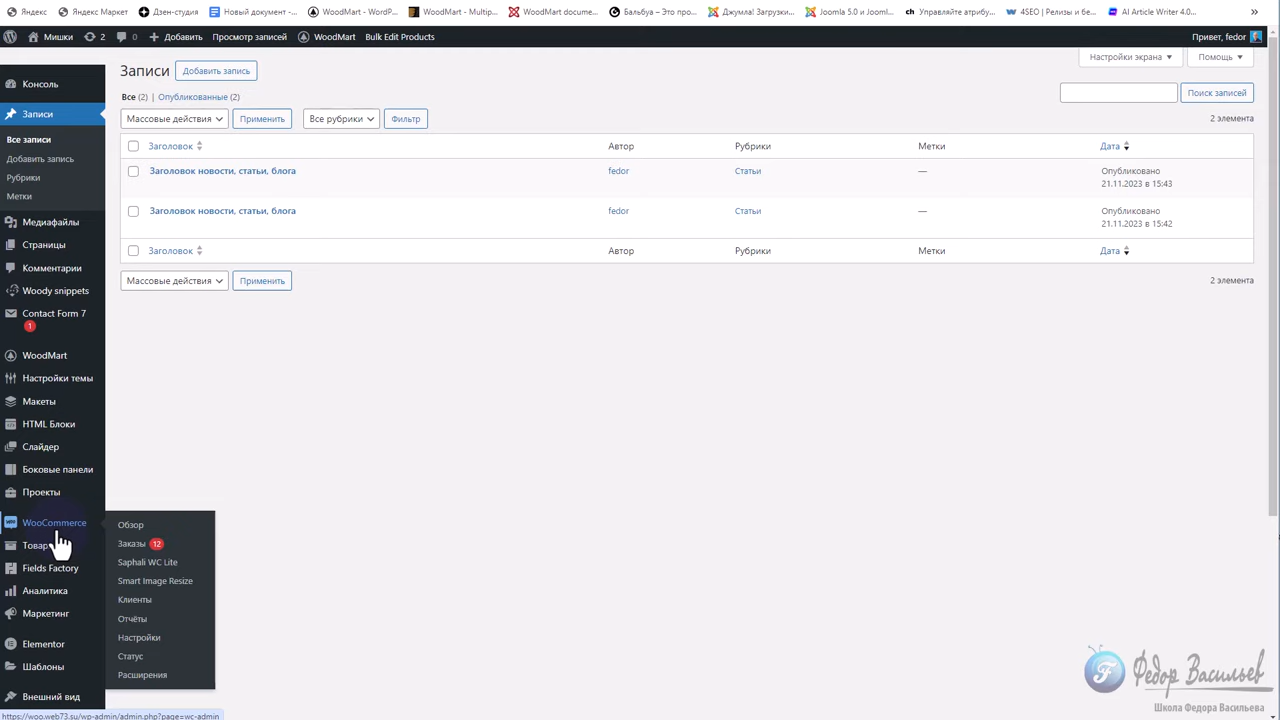 Яндекс
Яндекс Маркет
Дзен-студия
Новый документ -...
WoodMart - WordP...
WoodMart - Multip...
WoodMart docume...
Бальбуа – Это про...
Джумла! Загрузки...
Joomla 5.0 и Jooml...
Управляйте атрибу...
4SEO | Релизы и бе...
AI Article Writer 4.0...
Мишки
2
0
Добавить
Просмотр записей
WoodMart
Bulk Edit Products
Привет, fedor
Консоль
Записи
Все записи
Добавить запись
Рубрики
Метки
Медиафайлы
Страницы
Комментарии
Woody snippets
Contact Form 7
1
WoodMart
Настройки темы
Макеты
HTML Блоки
Слайдер
Боковые панели
Проекты
WooCommerce
Товар
Fields Factory
Аналитика
Маркетинг
Elementor
Шаблоны
Внешний вид
Обзор
Заказы 12
Saphali WC Lite
Smart Image Resize
Клиенты
Отчёты
Настройки
Статус
Расширения
Записи
Добавить запись
Настройки экрана
Помощь
Все (2) | Опубликованные (2)
Поиск записей
Массовые действия
Применить
Все рубрики
Фильтр
2 элемента
Заголовок
Автор
Рубрики
Метки
Дата
Заголовок новости, статьи, блога
fedor
Статьи
—
Опубликовано
21.11.2023 в 15:43
Заголовок новости, статьи, блога
fedor
Статьи
—
Опубликовано
21.11.2023 в 15:42
Заголовок
Автор
Рубрики
Метки
Дата
Массовые действия
Применить
2 элемента
Федор Васильев
Школа Федора Васильева
https://woo.web73.su/wp-admin/admin.php?page=wc-admin